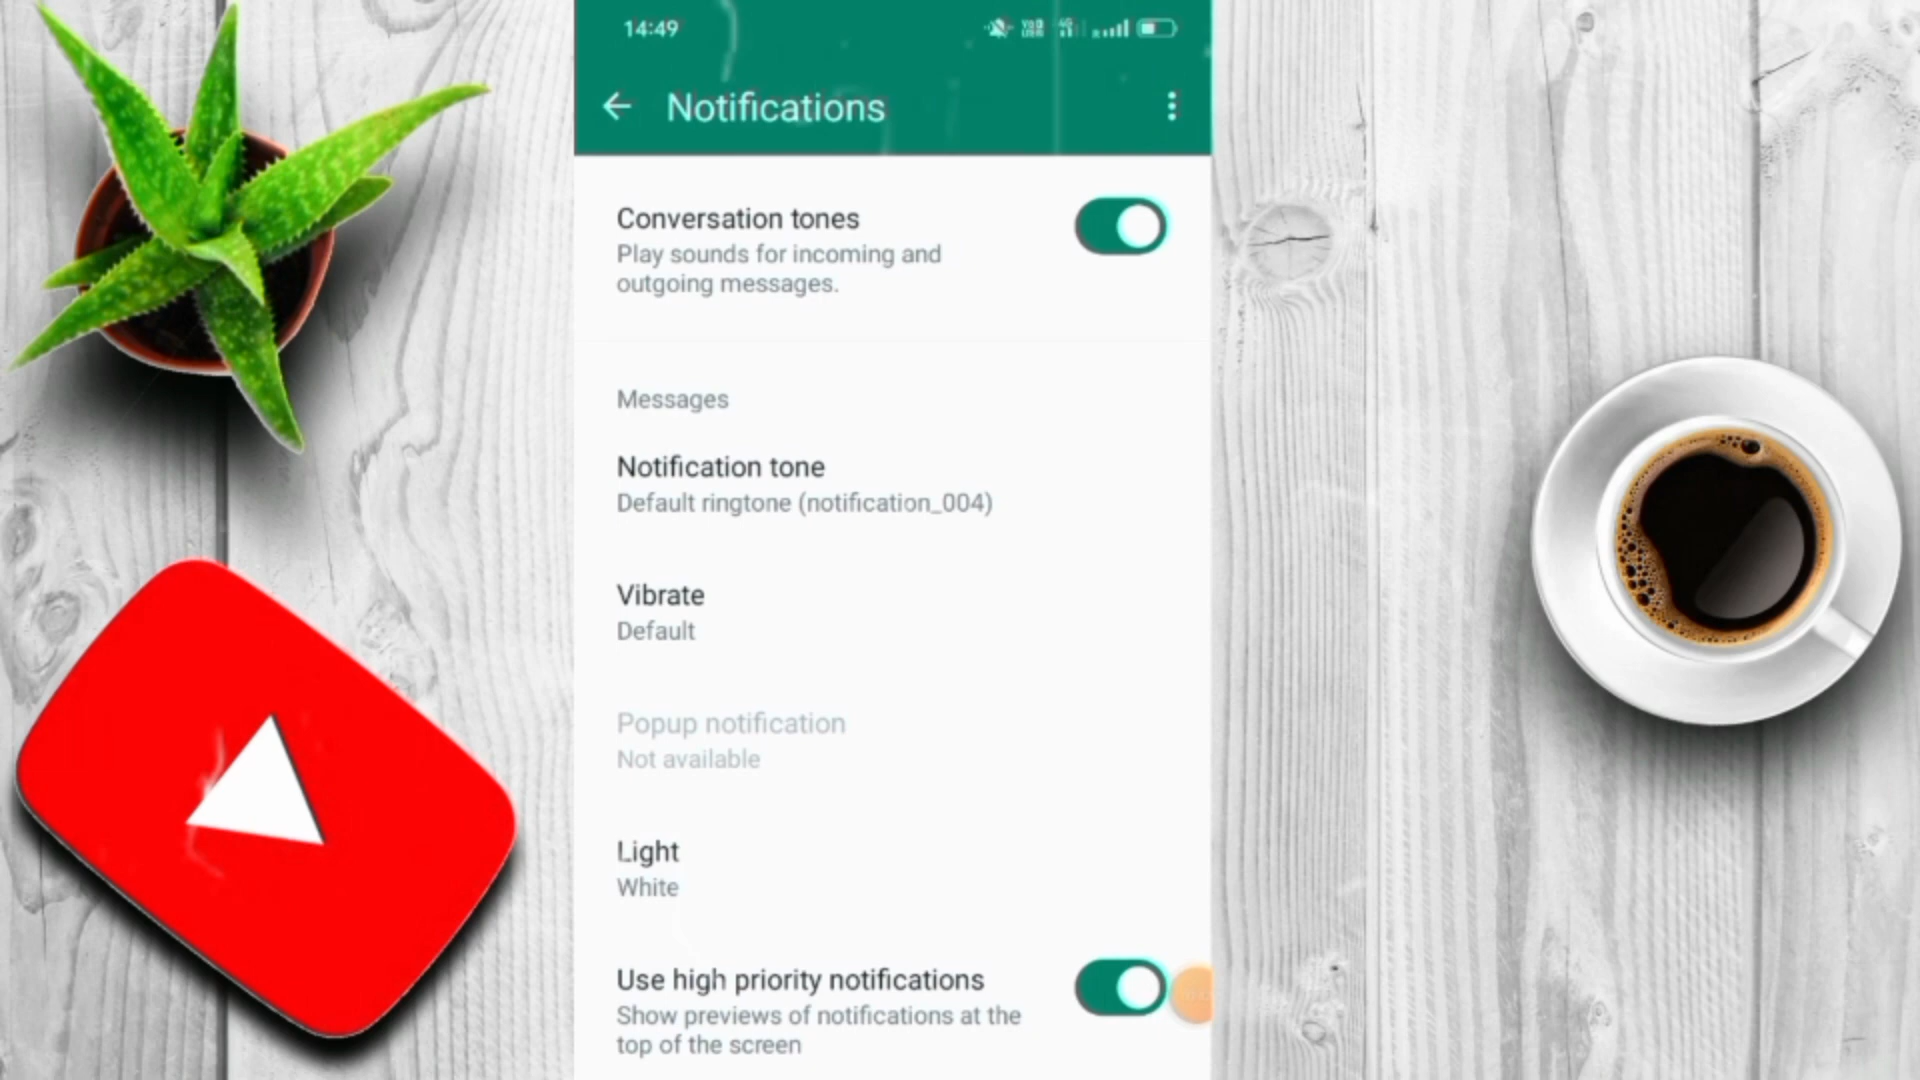 14:49
Notifications
Conversation tones
Play sounds for incoming and
outgoing messages.
Messages
Notification tone
Default ringtone (notification_004)
Vibrate
Default
Popup notification
Not available
Light
White
Use high priority notifications
Show previews of notifications at the
top of the screen